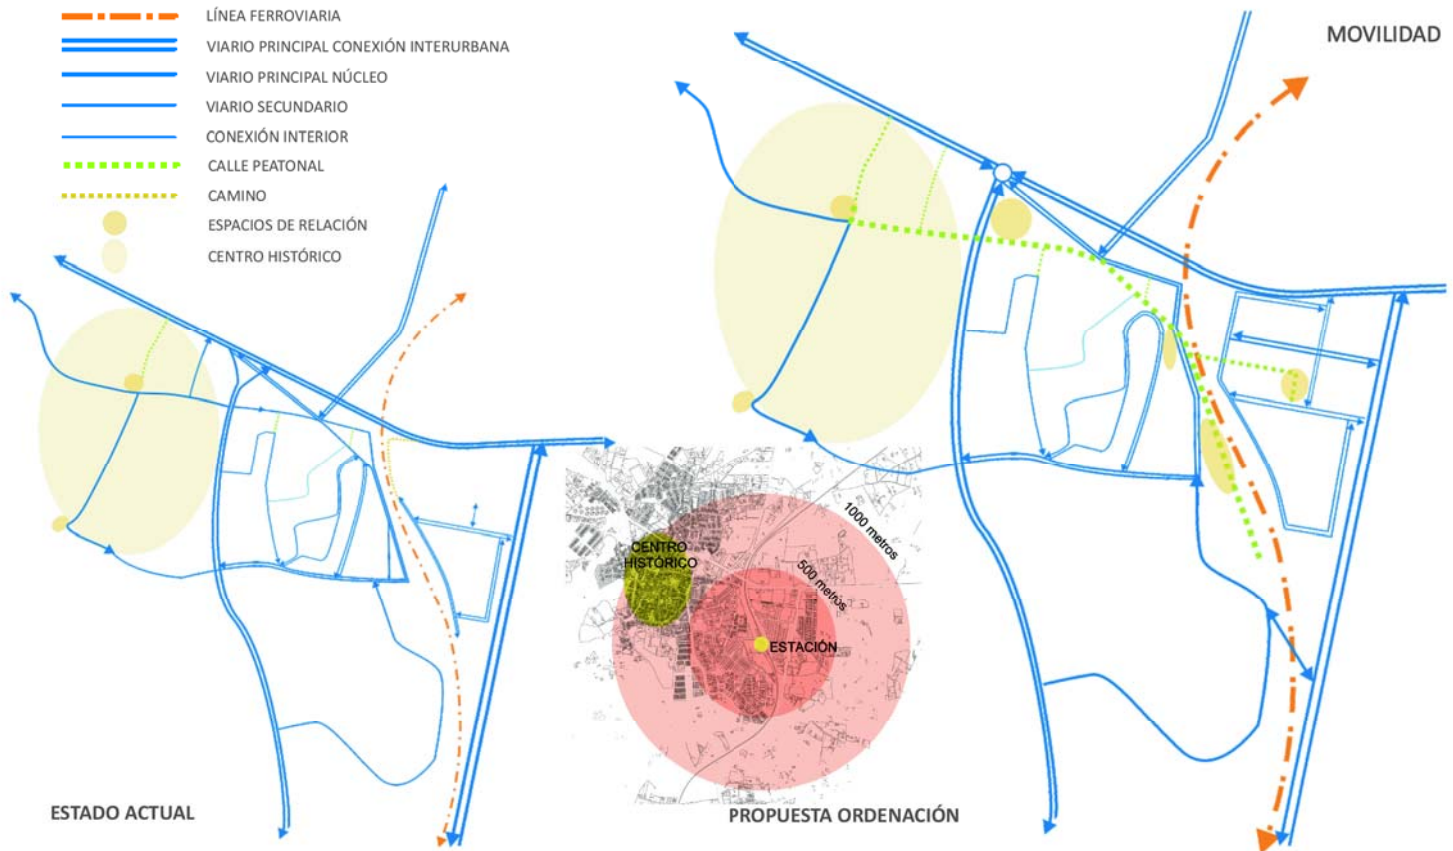 LÍNEA FERROVIARIA
VIARIO PRINCIPAL CONEXIÓN INTERURBANA
VIARIO PRINCIPAL NÚCLEO
VIARIO SECUNDARIO
CONEXIÓN INTERIOR
CALLE PEATONAL
CAMINO
ESPACIOS DE RELACIÓN
CENTRO HISTÓRICO
MOVILIDAD
CENTRO
HISTÓRICO
1000 metros
500 metros
ESTACIÓN
ESTADO ACTUAL
PROPUESTA ORDENACIÓN